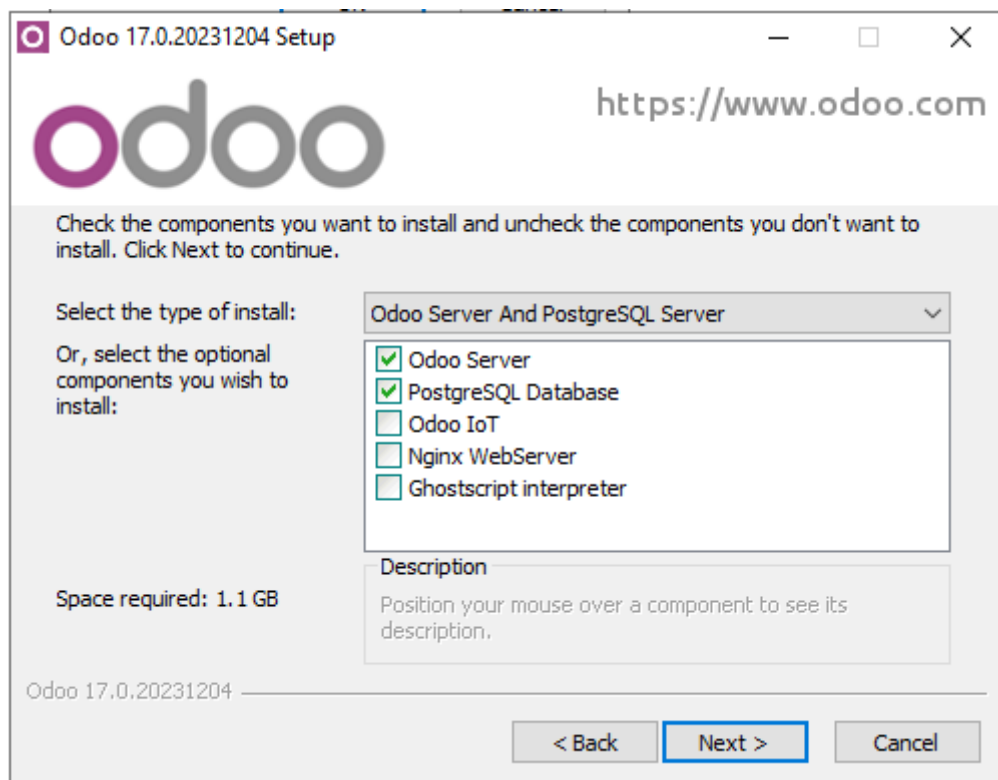 Odoo 17.0.20231204 Setup
odoo
https://www.odoo.com
Check the components you want to install and uncheck the components you don't want to
install. Click Next to continue.
Select the type of install:
Odoo Server And PostgreSQL Server
Or, select the optional
components you wish to
install:
Odoo Server
PostgreSQL Database
Odoo IoT
Nginx WebServer
Ghostscript interpreter
Space required: 1.1 GB
Description
Position your mouse over a component to see its
description.
Odoo 17.0.20231204
< Back
Next >
Cancel